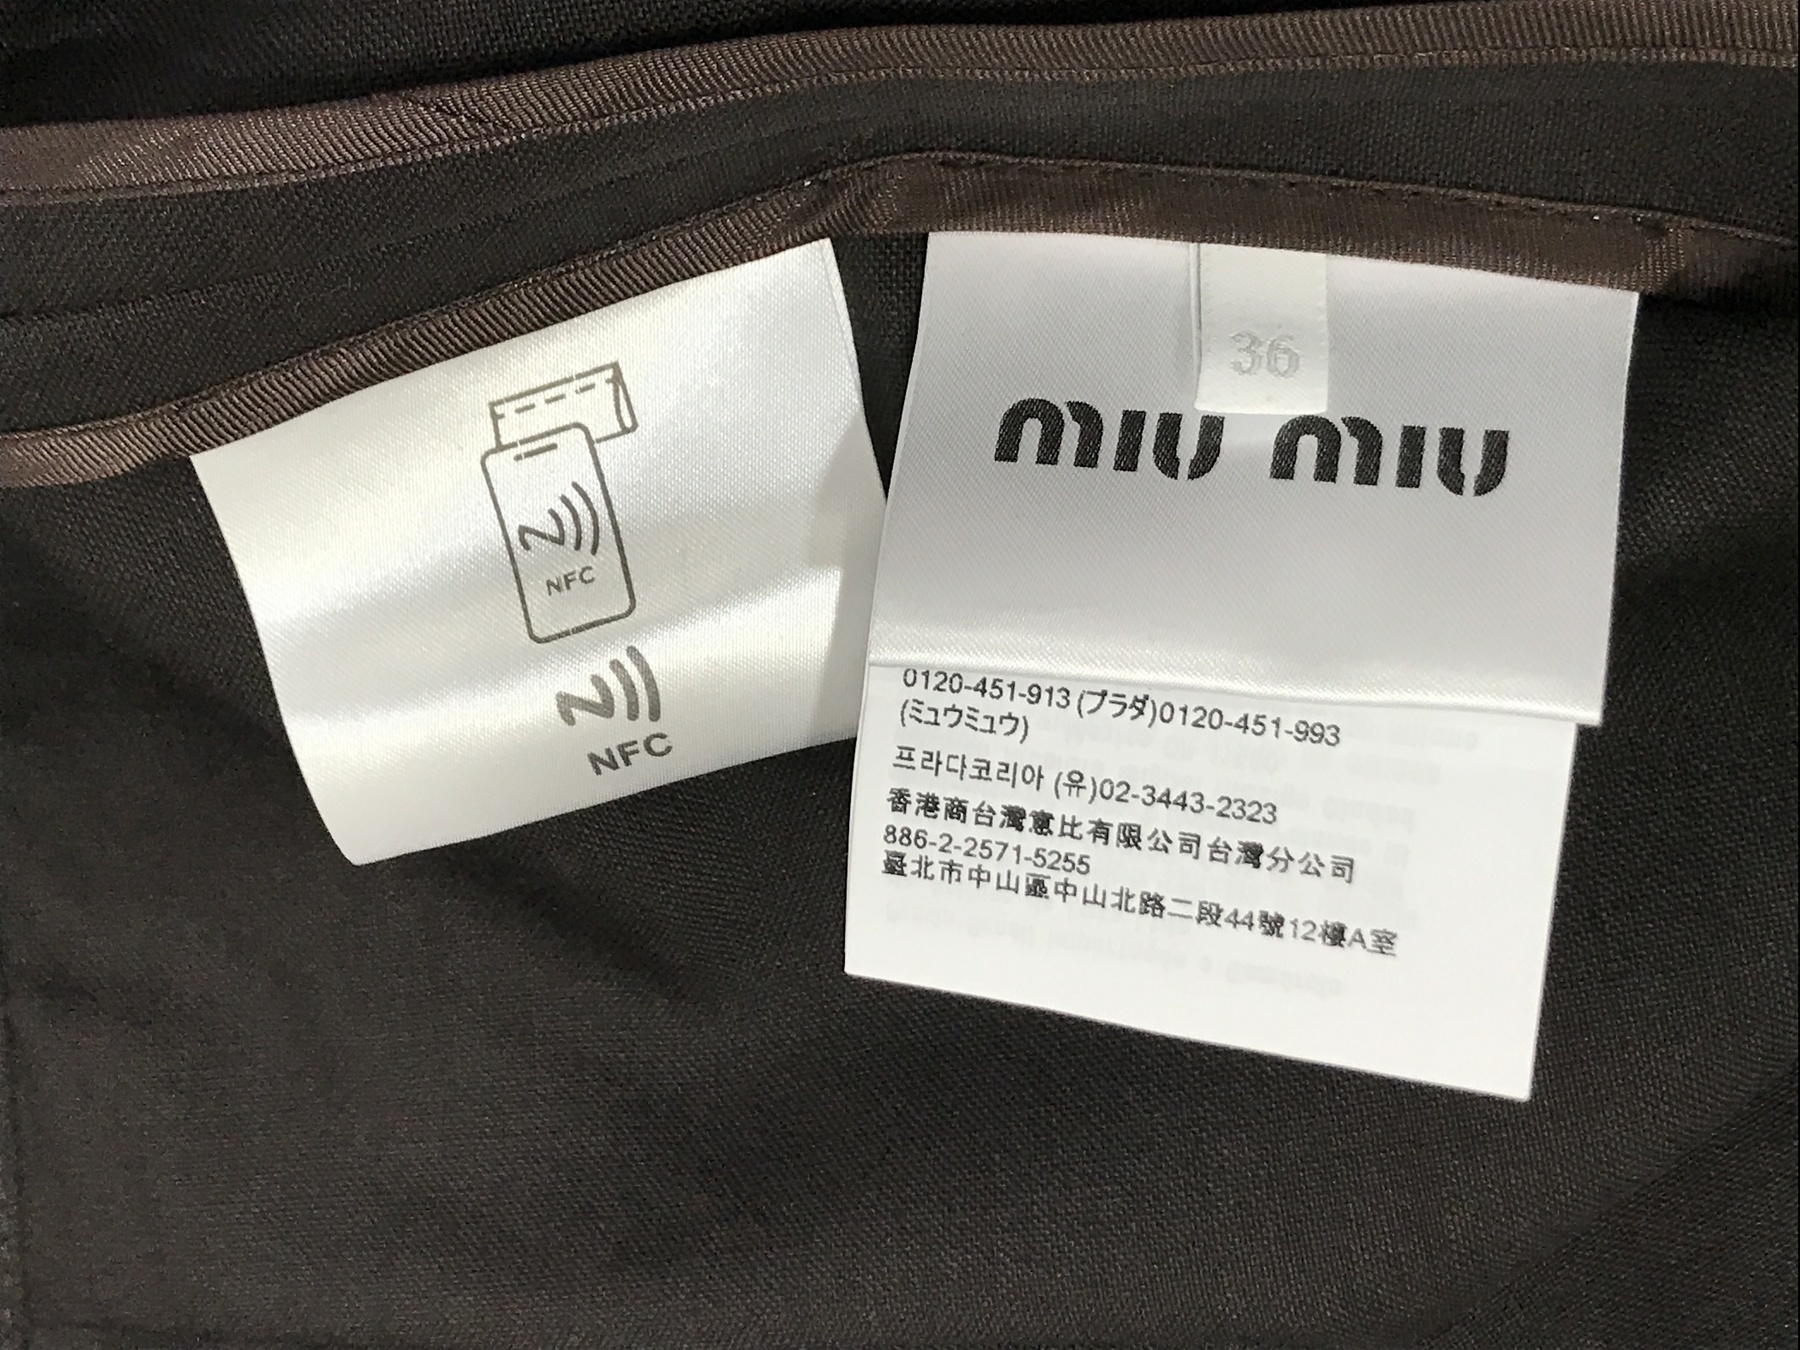 NFC
NFC
36
miu miu
0120-451-913 (プラダ)0120-451-993
(ミュウミュウ)
프라다코리아 (유)02-3443-2323
香港商台灣惠比有限公司台灣分公司
886-2-2571-5255
臺北市中山區中山北路二段44號12樓A室